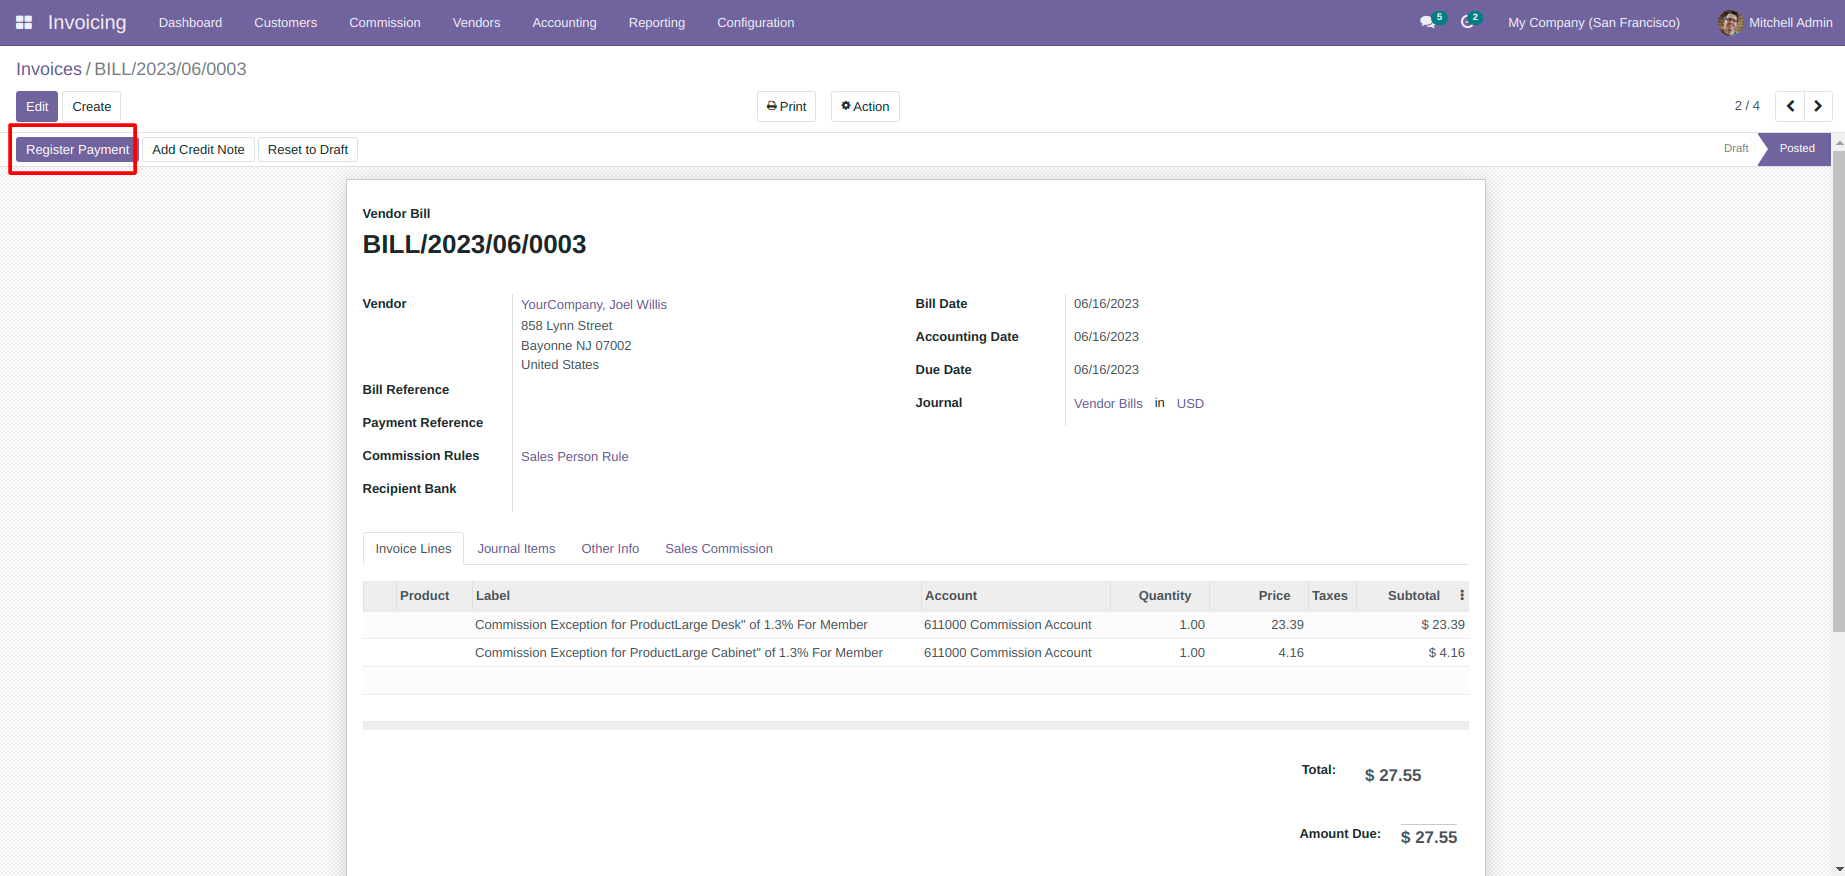 Invoicing Dashboard Customers Commission Vendors Accounting Reporting Configuration 5 2 My Company (San Francisco) Mitchell Admin
Invoices / BILL/2023/06/0003
Edit Create Print Action 2 / 4
Register Payment Add Credit Note Reset to Draft Draft Posted
Vendor Bill
BILL/2023/06/0003
Vendor YourCompany, Joel Willis Bill Date 06/16/2023
858 Lynn Street
Bayonne NJ 07002 Accounting Date 06/16/2023
United States Due Date 06/16/2023
Bill Reference Journal Vendor Bills in USD
Payment Reference
Commission Rules Sales Person Rule
Recipient Bank
Invoice Lines Journal Items Other Info Sales Commission
Product Label Account Quantity Price Taxes Subtotal
Commission Exception for ProductLarge Desk" of 1.3% For Member 611000 Commission Account 1.00 23.39 $ 23.39
Commission Exception for ProductLarge Cabinet" of 1.3% For Member 611000 Commission Account 1.00 4.16 $ 4.16
Total: $ 27.55
Amount Due: $ 27.55